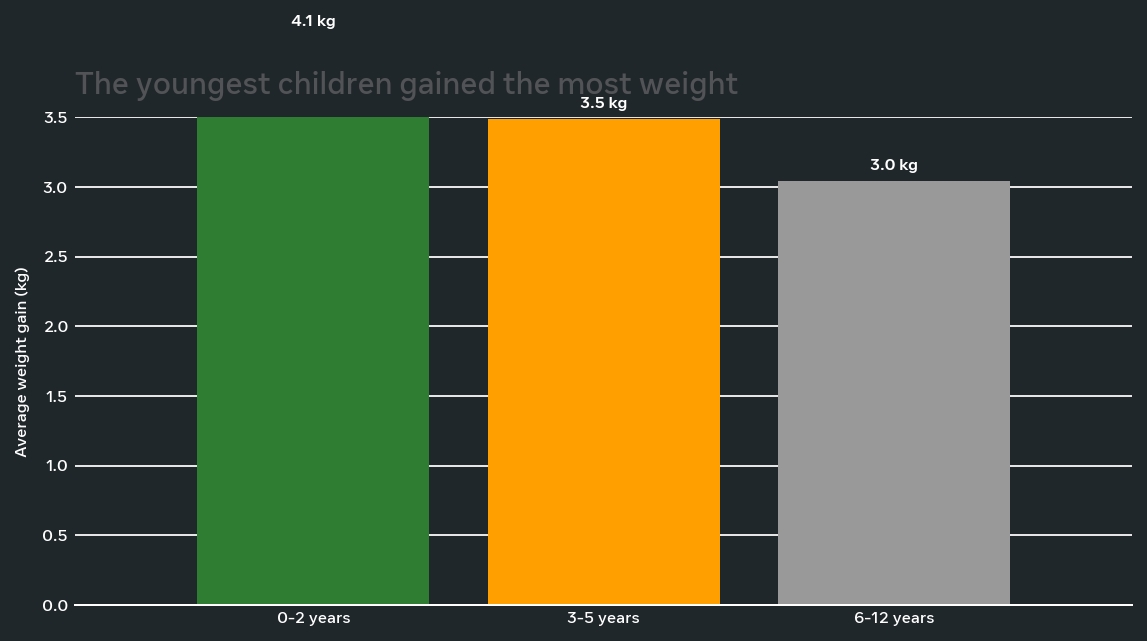 4.1 kg
The youngest children gained the most weight
3.5 kg
3.5
3.0 kg
3.0
2.5
2.0
1.5
1.0
0.5
0.0
Average weight gain (kg)
0-2 years
3-5 years
6-12 years